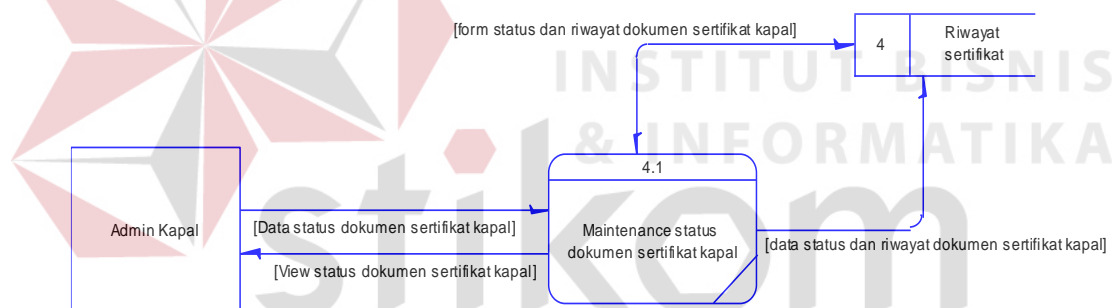 [form status dan riwayat dokumen sertifikat kapal]
4
Riwayat
sertifikat
INSTITUT BISNIS
& INFORMATIKA
stikom
4.1
Admin Kapal
[Data status dokumen sertifikat kapal]
Maintenance status
dokumen sertifikat kapal
[data status dan riwayat dokumen sertifikat kapal]
[View status dokumen sertifikat kapal]